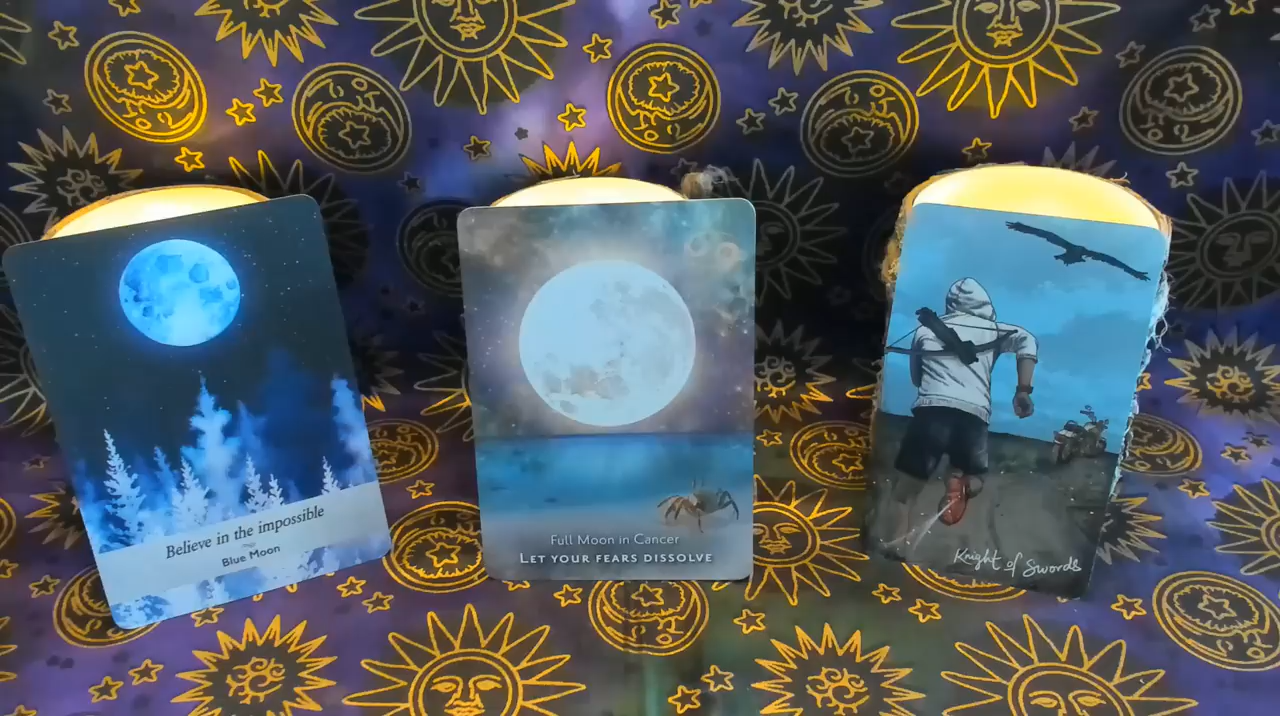 Believe in the impossible
Blue Moon
Full Moon in Cancer
LET YOUR FEARS DISSOLVE
Knight of Swords